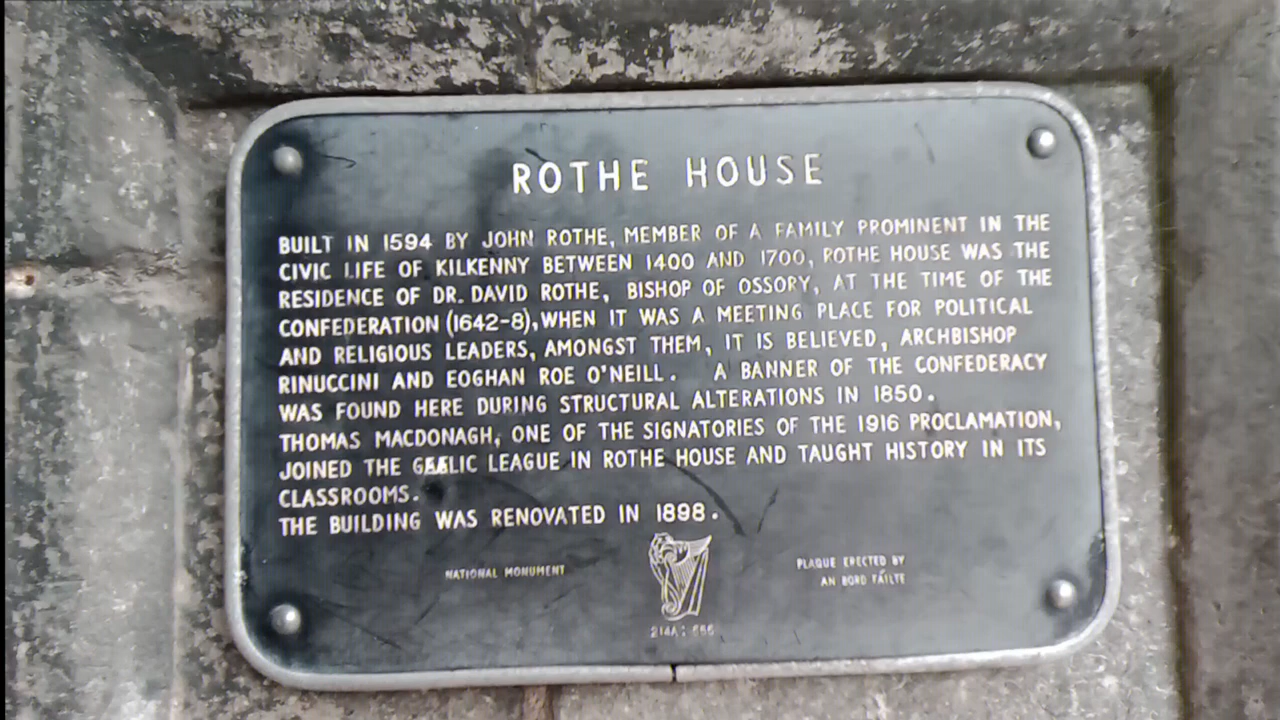 ROTHE HOUSE
BUILT IN 1594 BY JOHN ROTHE, MEMBER OF A FAMILY PROMINENT IN THE
CIVIC LIFE OF KILKENNY BETWEEN 1400 AND 1700, ROTHE HOUSE WAS THE
RESIDENCE OF DR. DAVID ROTHE, BISHOP OF OSSORY, AT THE TIME OF THE
CONFEDERATION (1642-8), WHEN IT WAS A MEETING PLACE FOR POLITICAL
AND RELIGIOUS LEADERS, AMONGST THEM, IT IS BELIEVED, ARCHBISHOP
RINUCCINI AND EOGHAN ROE O'NEILL. A BANNER OF THE CONFEDERACY
WAS FOUND HERE DURING STRUCTURAL ALTERATIONS IN 1850.
THOMAS MACDONAGH, ONE OF THE SIGNATORIES OF THE 1916 PROCLAMATION,
JOINED THE GAELIC LEAGUE IN ROTHE HOUSE AND TAUGHT HISTORY IN ITS
CLASSROOMS.
THE BUILDING WAS RENOVATED IN 1898.
NATIONAL MONUMENT
PLAQUE ERECTED BY
AN BORD FÁILTE